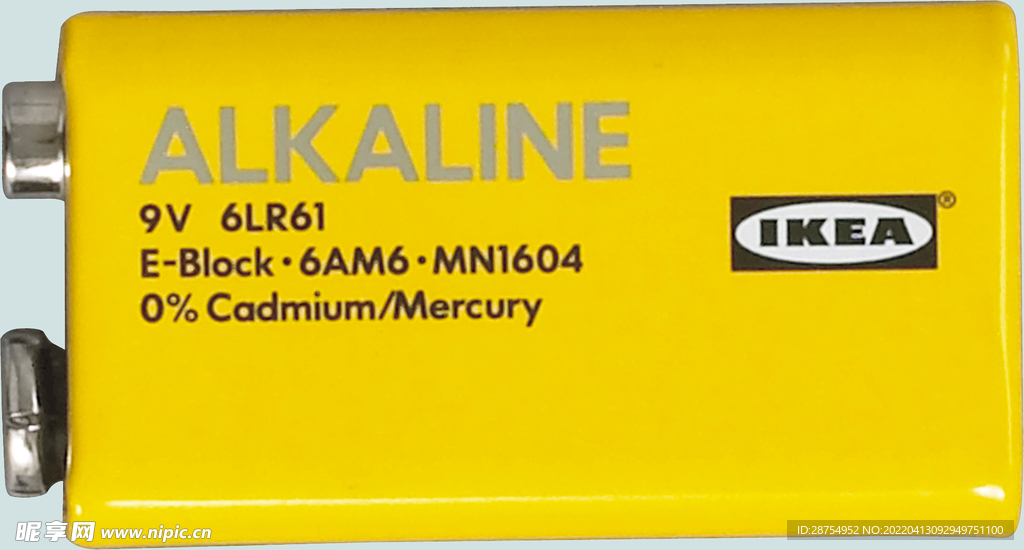 ALKALINE
9V 6LR61
E-Block · 6AM6 · MN1604
0% Cadmium/Mercury
IKEA®
昵享网 www.nipic.cn
ID:28754952 NO:20220413092949751100